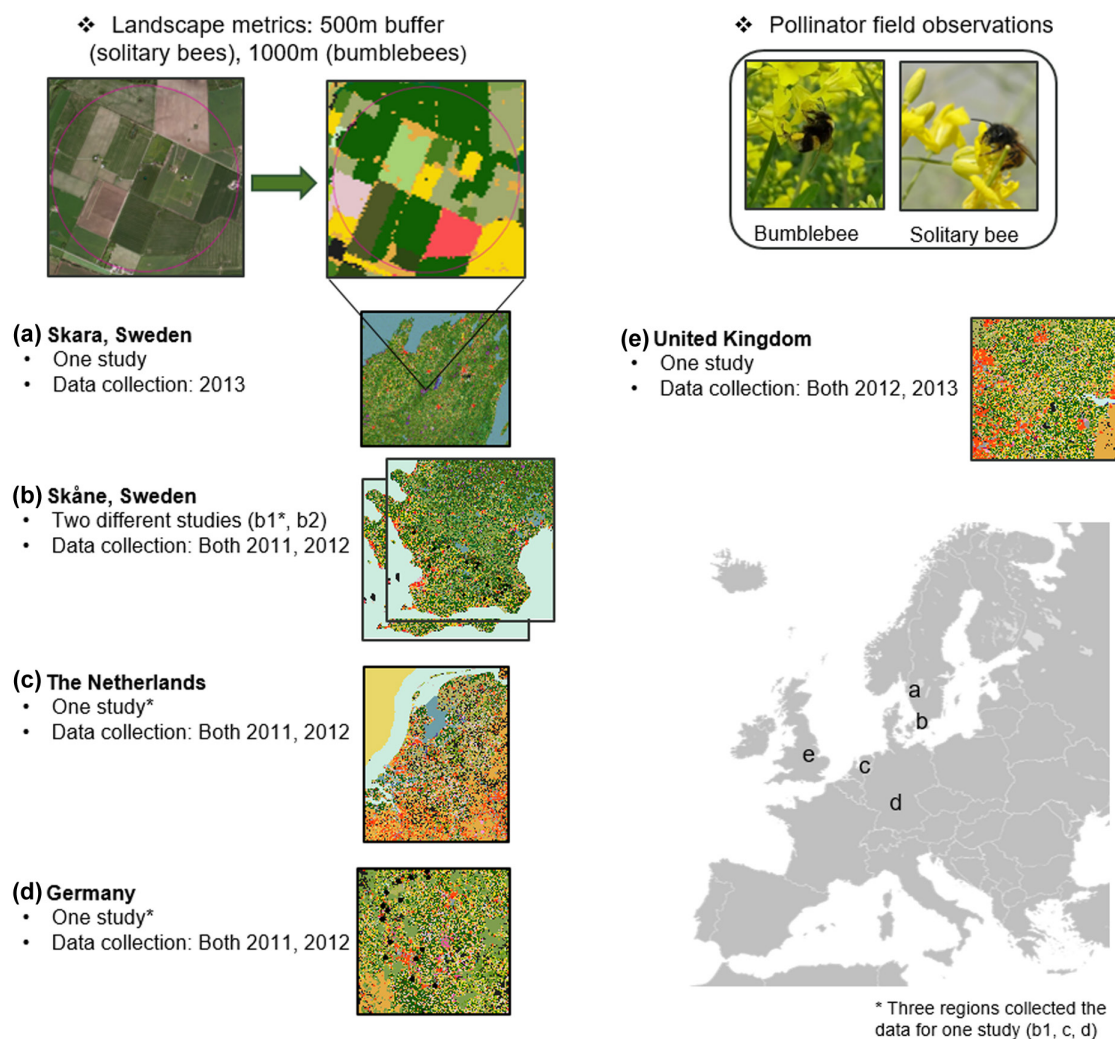 ❖ Landscape metrics: 500m buffer
(solitary bees), 1000m (bumblebees)
❖ Pollinator field observations
Bumblebee
Solitary bee
(a) Skara, Sweden
• One study
• Data collection: 2013
(b) Skåne, Sweden
• Two different studies (b1*, b2)
• Data collection: Both 2011, 2012
(c) The Netherlands
• One study*
• Data collection: Both 2011, 2012
(d) Germany
• One study*
• Data collection: Both 2011, 2012
(e) United Kingdom
• One study
• Data collection: Both 2012, 2013
a
b
e
c
d
* Three regions collected the
data for one study (b1, c, d)